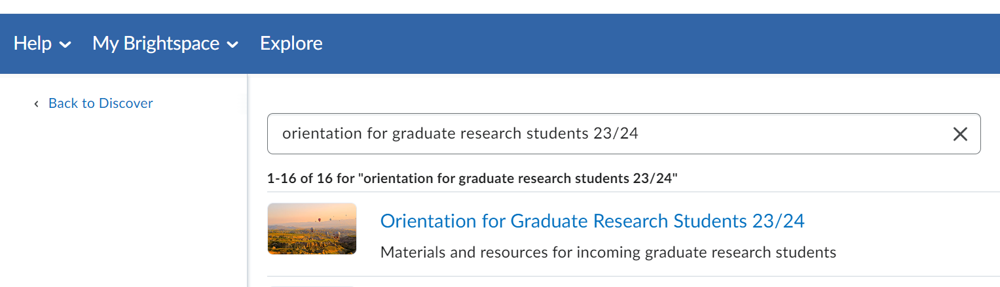 Help My Brightspace Explore
Back to Discover
orientation for graduate research students 23/24
1-16 of 16 for "orientation for graduate research students 23/24"
Orientation for Graduate Research Students 23/24
Materials and resources for incoming graduate research students